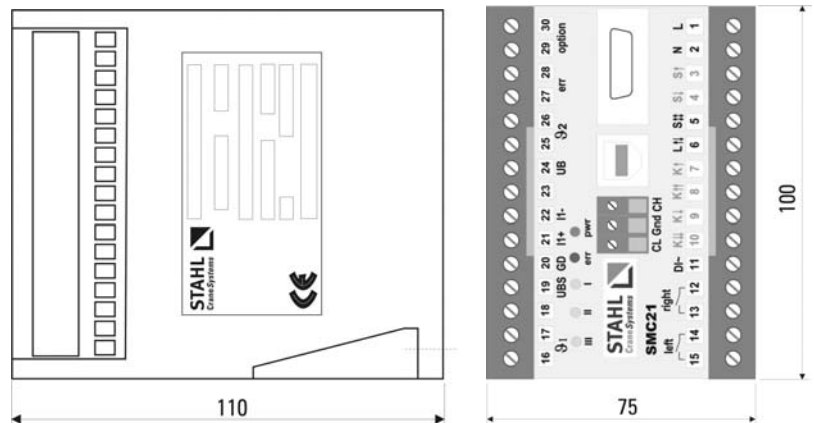 STAHL
CraneSystems
CE
110
30
29
28
27
26
25
24
23
22
21
20
19
18
17
16
option
err
ϑ2
UB
I1-
I1+
GD
UBS
ϑ1
pwr
err
I
II
III
CL Gnd CH
STAHL
CraneSystems
SMC21
L 1
N 2
S↑ 3
S↓ 4
S⇈ 5
L↑↓ 6
K↑ 7
K⇈ 8
K↓ 9
K⇊ 10
DI~ 11
right
12
13
left
14
15
75
100